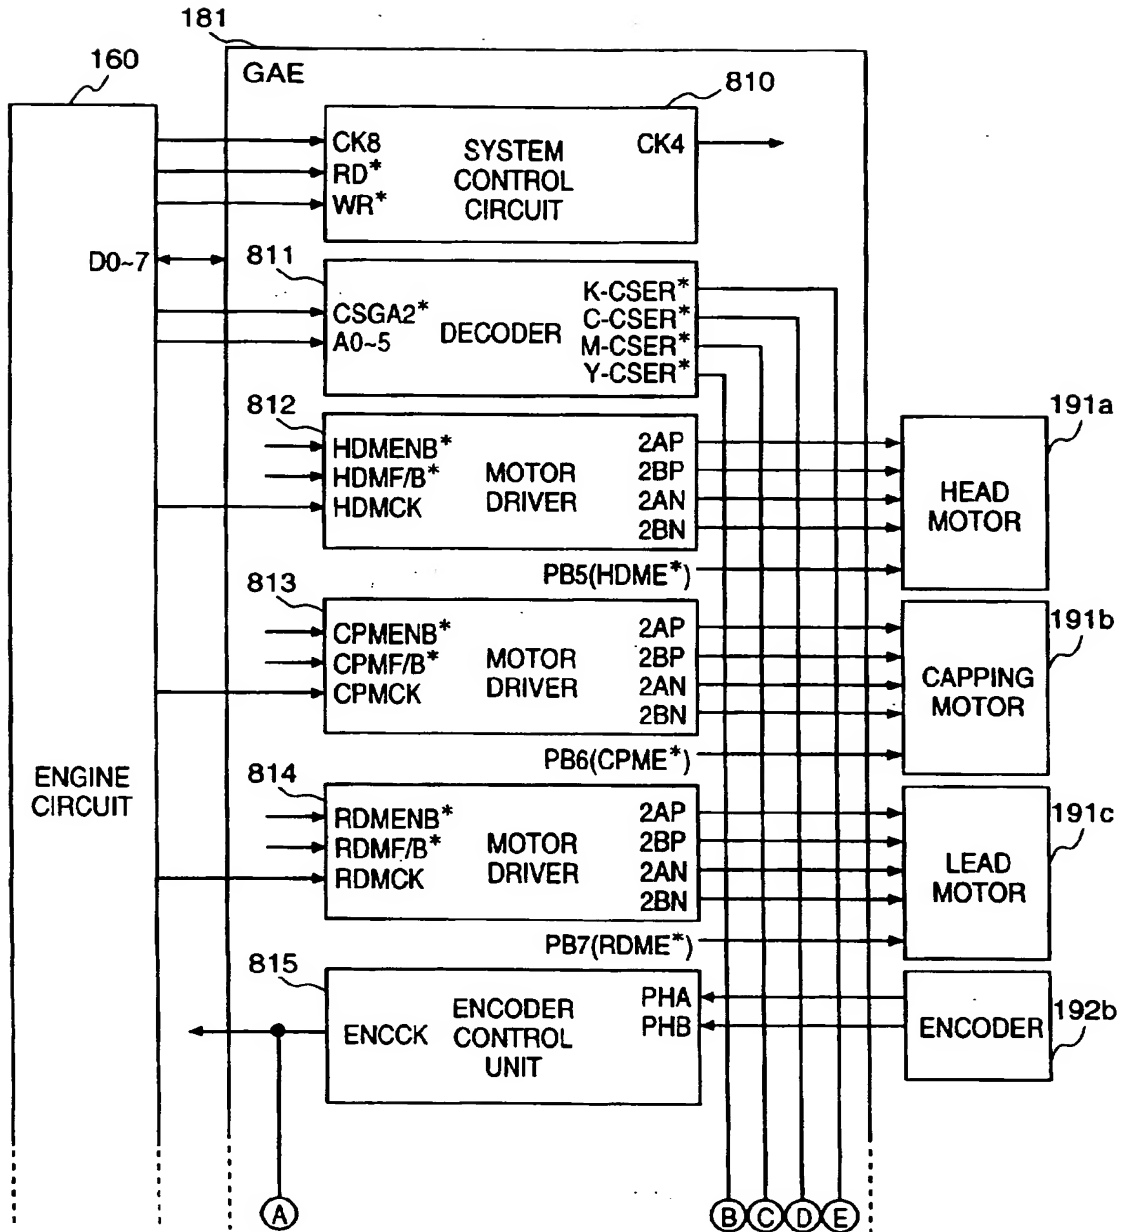 181
160
GAE
810
CK8
RD*
WR*
SYSTEM
CONTROL
CIRCUIT
CK4
D0~7
811
CSGA2*
A0~5
DECODER
K-CSER*
C-CSER*
M-CSER*
Y-CSER*
812
HDMENB*
HDMF/B*
HDMCK
MOTOR
DRIVER
2AP
2BP
2AN
2BN
191a
HEAD
MOTOR
PB5(HDME*)
813
CPMENB*
CPMF/B*
CPMCK
MOTOR
DRIVER
2AP
2BP
2AN
2BN
191b
CAPPING
MOTOR
PB6(CPME*)
ENGINE
CIRCUIT
814
RDMENB*
RDMF/B*
RDMCK
MOTOR
DRIVER
2AP
2BP
2AN
2BN
191c
LEAD
MOTOR
PB7(RDME*)
815
ENCCK
ENCODER
CONTROL
UNIT
PHA
PHB
ENCODER
192b
A
B
C
D
E